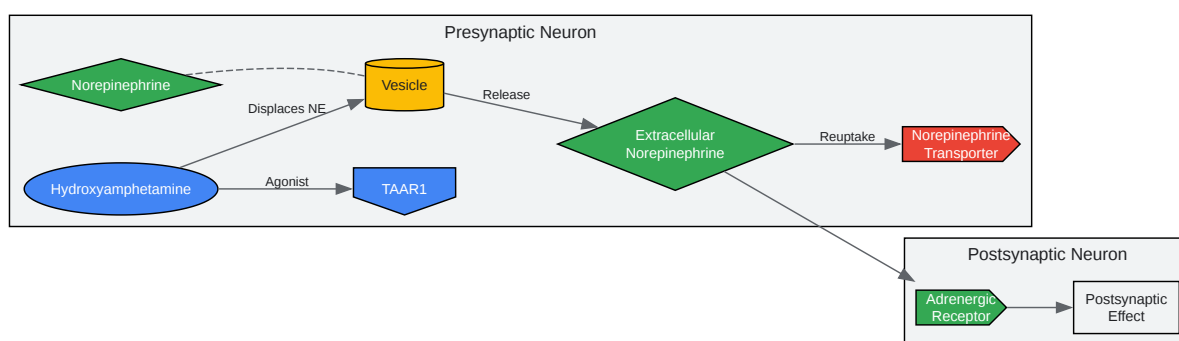 Presynaptic Neuron
Norepinephrine
Vesicle
Displaces NE
Release
Extracellular
Norepinephrine
Reuptake
Norepinephrine
Transporter
Hydroxyamphetamine
Agonist
TAAR1
Postsynaptic Neuron
Adrenergic
Receptor
Postsynaptic
Effect